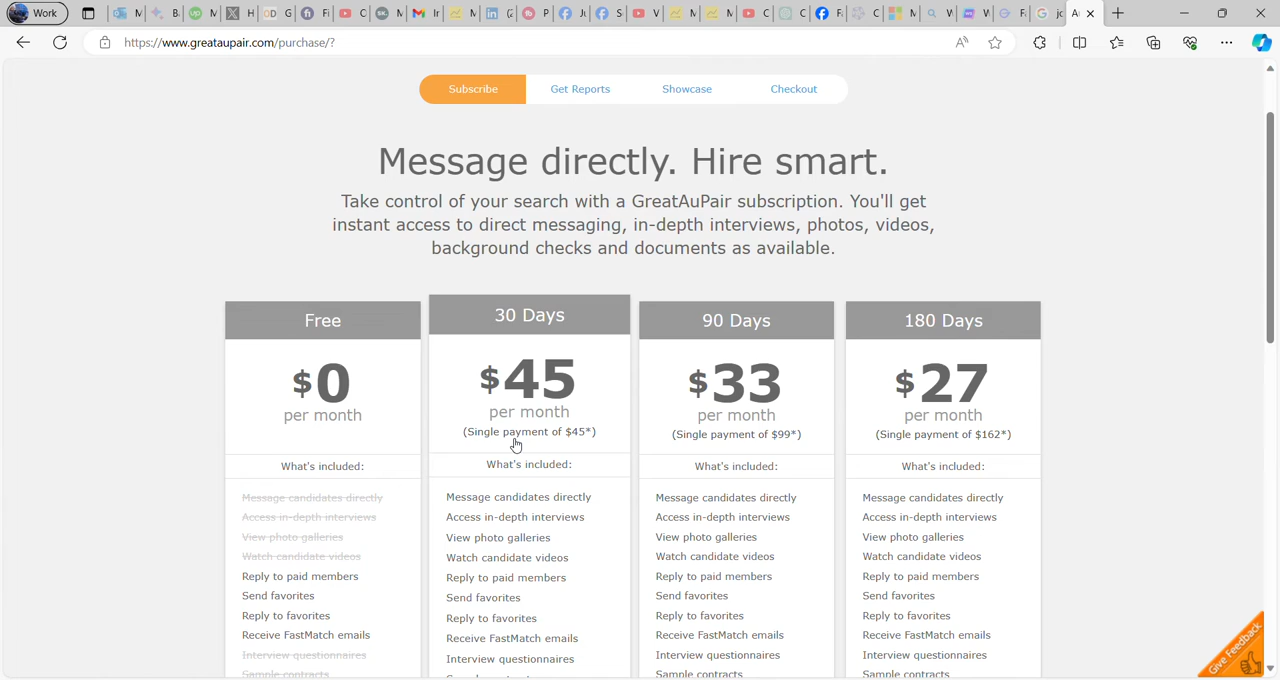 Work
https://www.greataupair.com/purchase/?
Subscribe
Get Reports
Showcase
Checkout
Message directly. Hire smart.
Take control of your search with a GreatAuPair subscription. You'll get
instant access to direct messaging, in-depth interviews, photos, videos,
background checks and documents as available.
Free
$0
per month
What's included:
Message candidates directly
Access in-depth interviews
View photo galleries
Watch candidate videos
Reply to paid members
Send favorites
Reply to favorites
Receive FastMatch emails
Interview questionnaires
Sample contracts
30 Days
$45
per month
(Single payment of $45*)
What's included:
Message candidates directly
Access in-depth interviews
View photo galleries
Watch candidate videos
Reply to paid members
Send favorites
Reply to favorites
Receive FastMatch emails
Interview questionnaires
90 Days
$33
per month
(Single payment of $99*)
What's included:
Message candidates directly
Access in-depth interviews
View photo galleries
Watch candidate videos
Reply to paid members
Send favorites
Reply to favorites
Receive FastMatch emails
Interview questionnaires
Sample contracts
180 Days
$27
per month
(Single payment of $162*)
What's included:
Message candidates directly
Access in-depth interviews
View photo galleries
Watch candidate videos
Reply to paid members
Send favorites
Reply to favorites
Receive FastMatch emails
Interview questionnaires
Sample contracts
Give Feedback